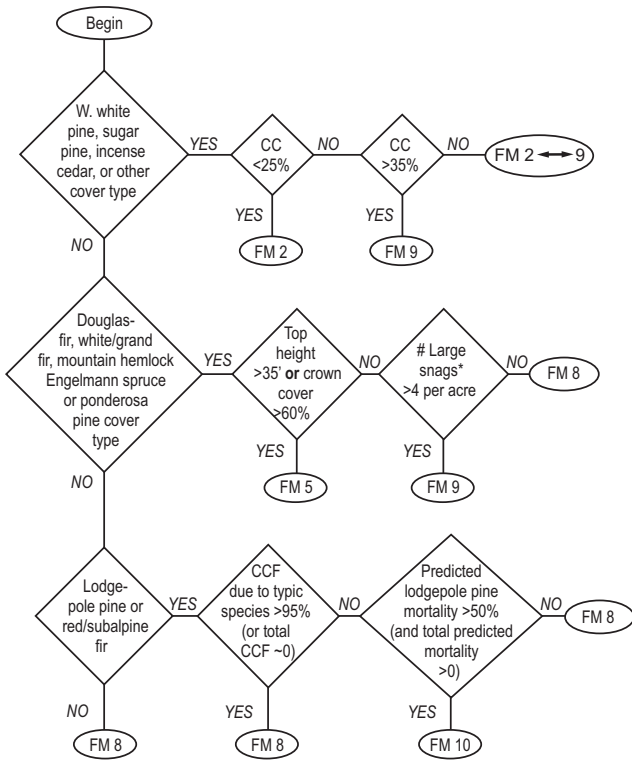 Begin
W. white
pine, sugar
pine, incense
cedar, or other
cover type
YES
CC
<25%
NO
CC
>35%
NO
FM 2 ↔ 9
YES
YES
NO
FM 2
FM 9
Douglas-
fir, white/grand
fir, mountain hemlock
Engelmann spruce
or ponderosa
pine cover
type
YES
Top
height
>35' or crown
cover
>60%
NO
# Large
snags*
>4 per acre
NO
FM 8
YES
YES
NO
FM 5
FM 9
Lodge-
pole pine or
red/subalpine
fir
YES
CCF
due to typic
species >95%
(or total
CCF ~0)
NO
Predicted
lodgepole pine
mortality >50%
(and total predicted
mortality
>0)
NO
FM 8
NO
YES
YES
FM 8
FM 8
FM 10